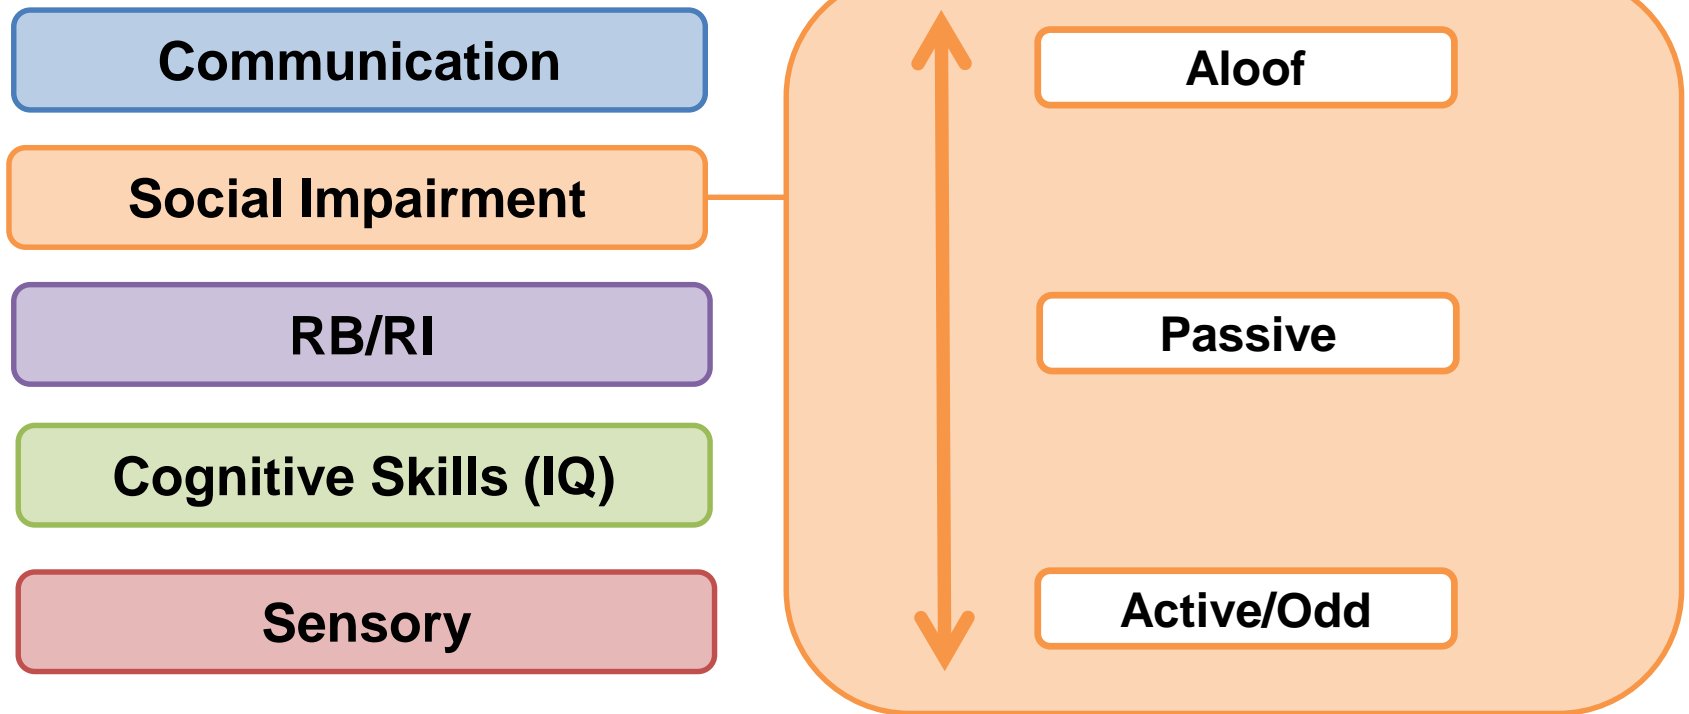 Communication
Social Impairment
RB/RI
Cognitive Skills (IQ)
Sensory
Aloof
Passive
Active/Odd